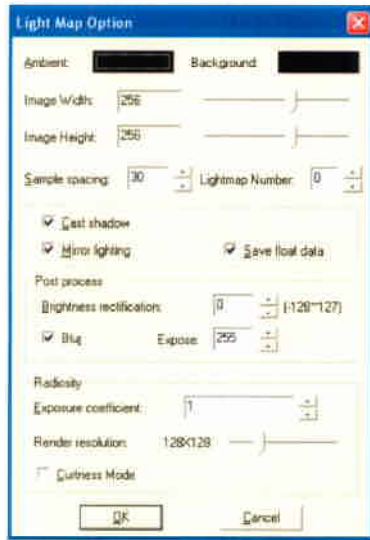 Light Map Option
Ambient: Background:
Image Width: 256
Image Height: 256
Sample spacing: 30 Lightmap Number: 0
Cast shadow
Mirror lighting Save float data
Post process
Brightness rectification: 0 (-128~127)
Blur Expose: 255
Radiosity
Exposure coefficient: 1
Render resolution: 128X128
Curtness Mode
OK Cancel